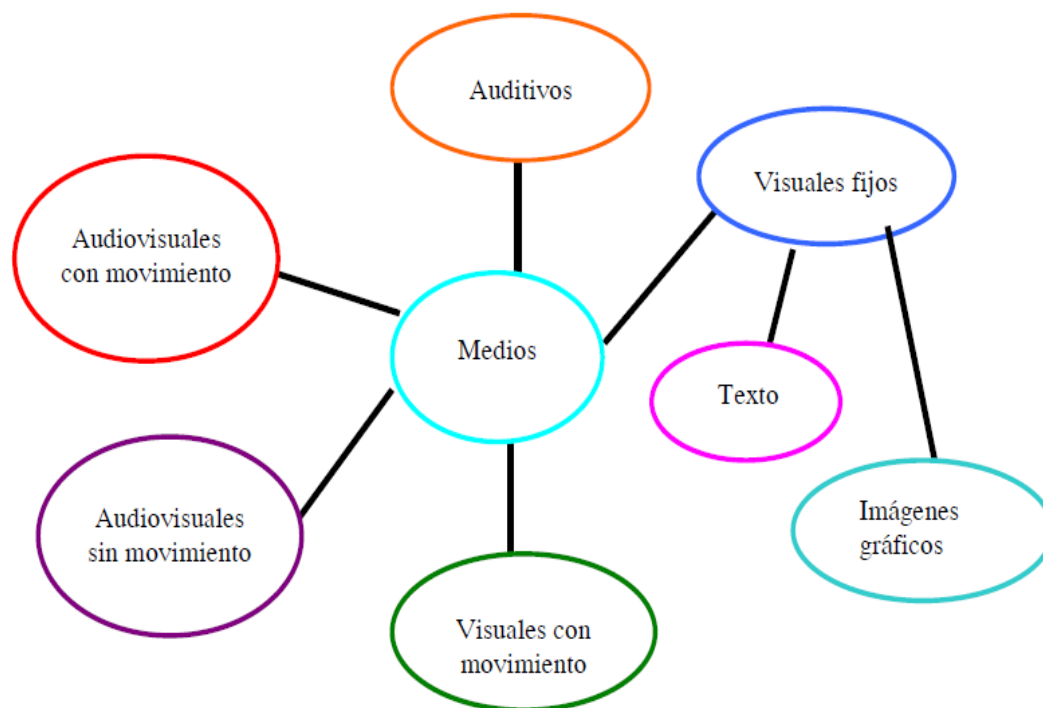 Auditivos
Visuales fijos
Audiovisuales
con movimiento
Medios
Texto
Audiovisuales
sin movimiento
Imágenes
gráficos
Visuales con
movimiento